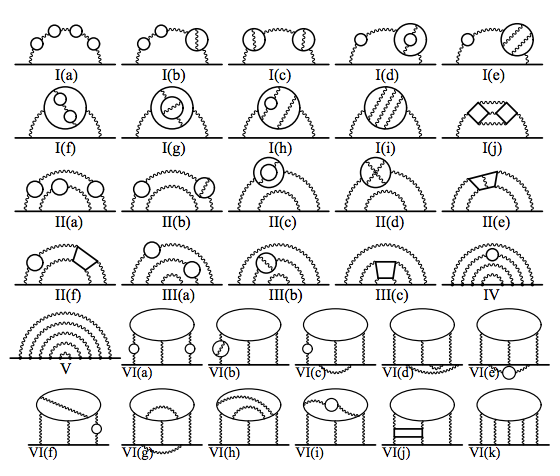 I(a) I(b) I(c) I(d) I(e)
I(f) I(g) I(h) I(i) I(j)
II(a) II(b) II(c) II(d) II(e)
II(f) III(a) III(b) III(c) IV
V VI(a) VI(b) VI(c) VI(d) VI(e)
VI(f) VI(g) VI(h) VI(i) VI(j) VI(k)